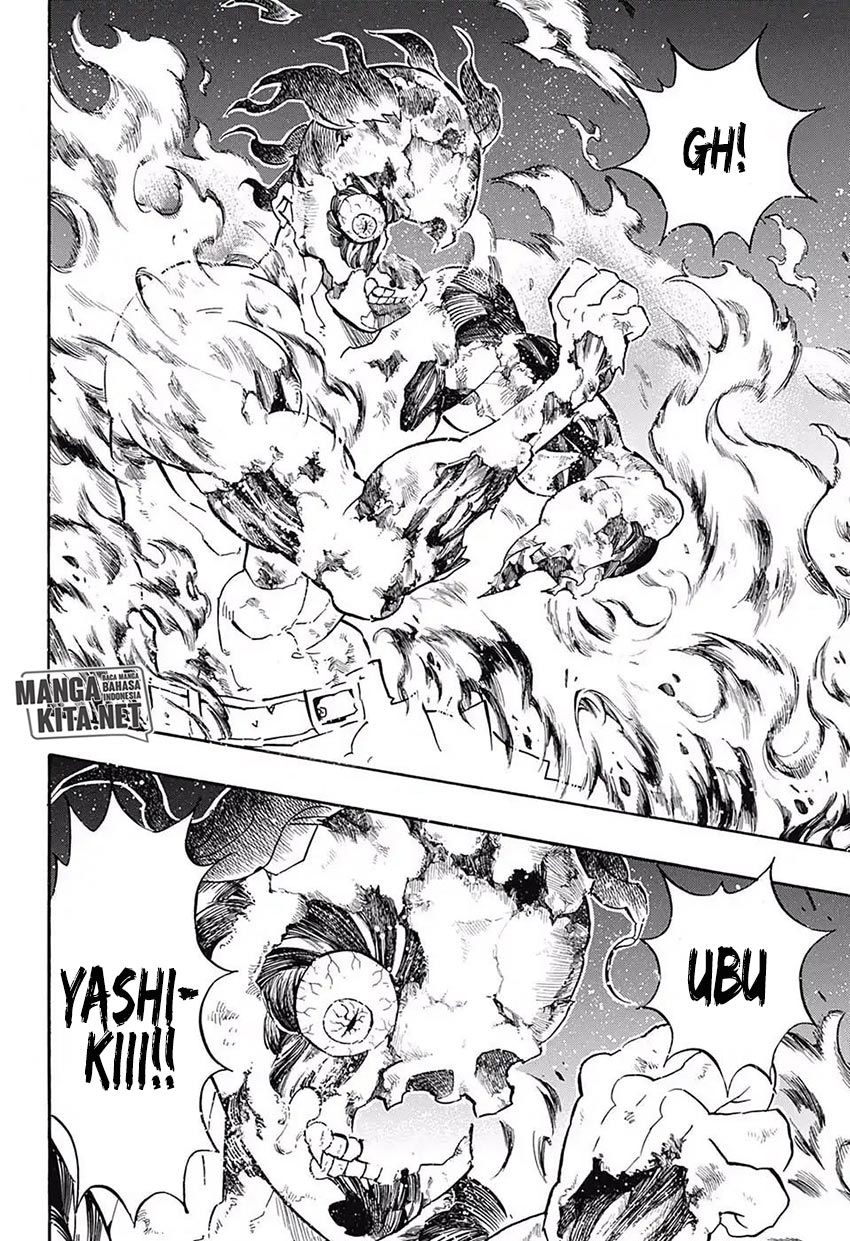 GH!
MANGA
KITA.NET
BACA MANGA
BAHASA
INDONESIA
UBU
YASHI-
KIII!!